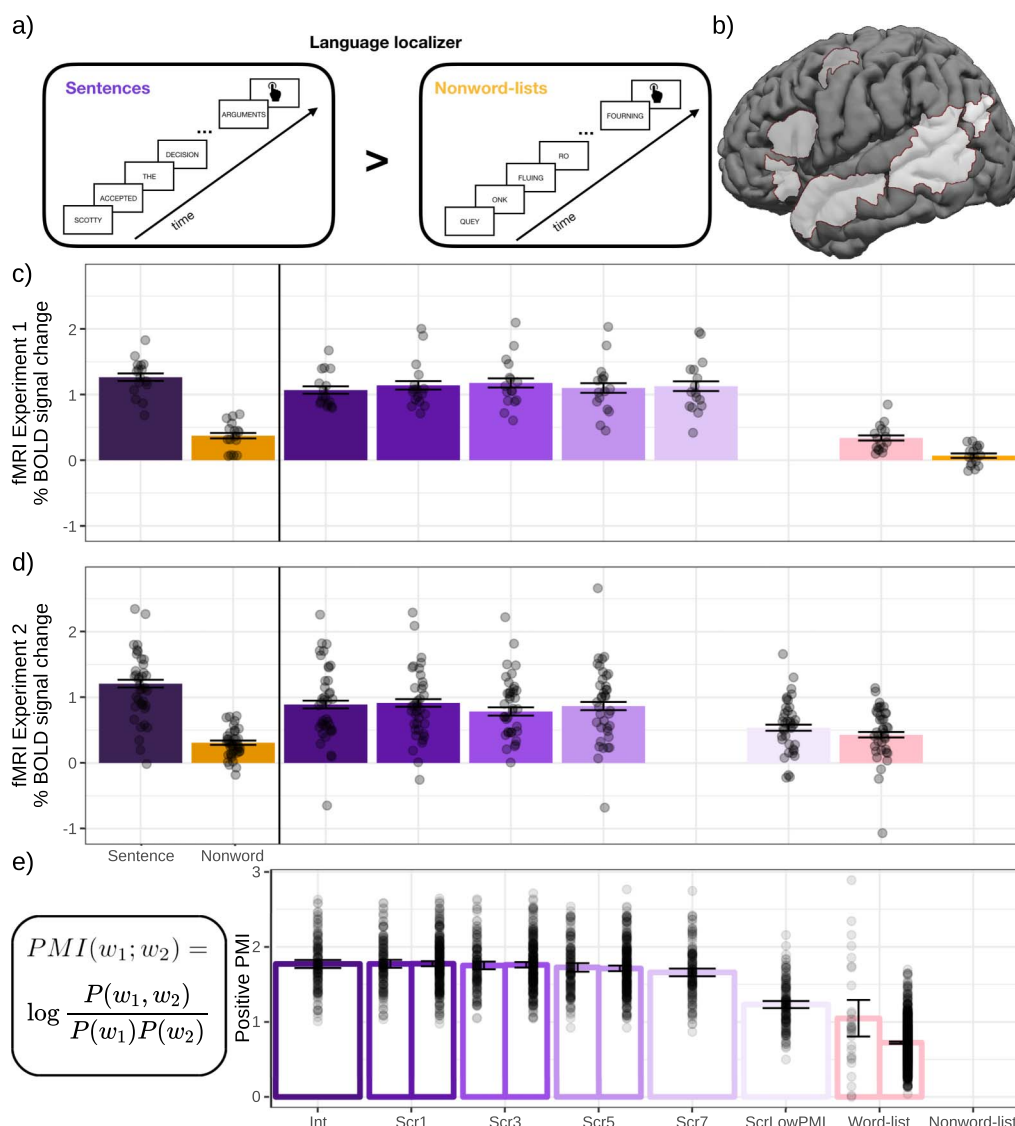 a)
Language localizer
b)
Sentences
SCOTTY
ACCEPTED
THE
DECISION
...
ARGUMENTS
time
>
Nonword-lists
QUEY
ONK
FLUING
RO
...
FOURNING
time
c)
fMRI Experiment 1
% BOLD signal change
2
1
0
-1
d)
fMRI Experiment 2
% BOLD signal change
2
1
0
-1
Sentence Nonword
e)
PMI(w1; w2) =
log P(w1, w2)
P(w1)P(w2)
Positive PMI
3
2
1
0
Int Scr1 Scr3 Scr5 Scr7 ScrLowPMI Word-list Nonword-list